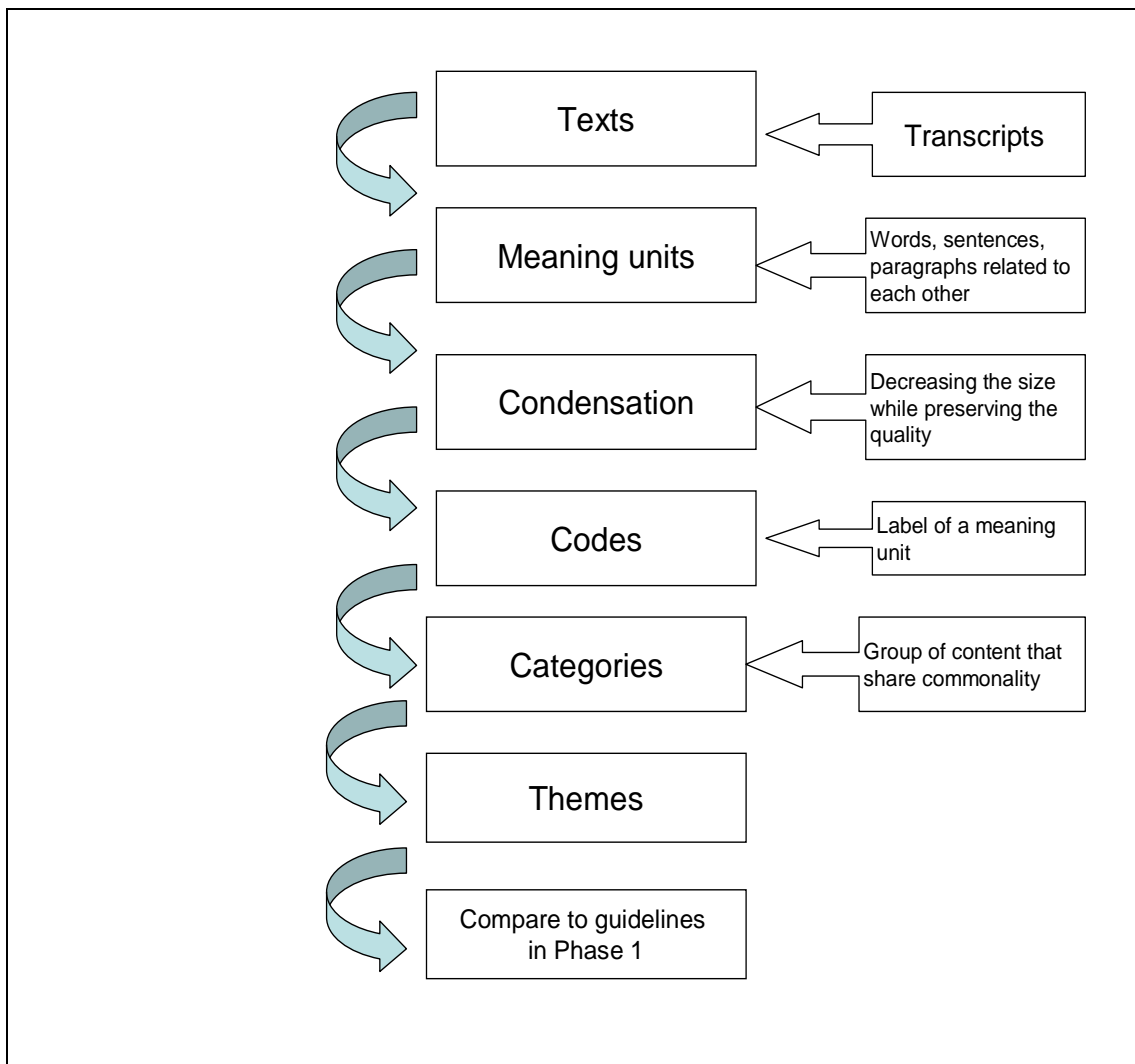 Texts
Transcripts
Meaning units
Words, sentences,
paragraphs related to
each other
Condensation
Decreasing the size
while preserving the
quality
Codes
Label of a meaning
unit
Categories
Group of content that
share commonality
Themes
Compare to guidelines
in Phase 1